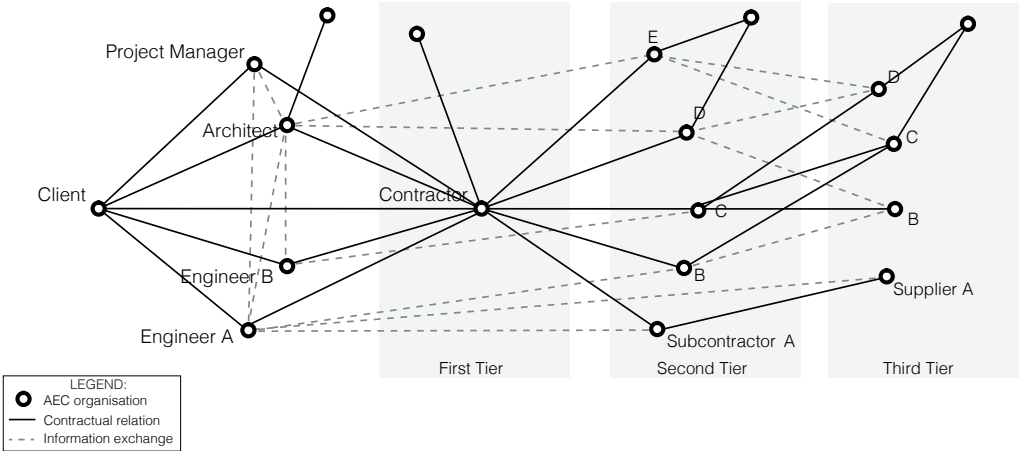 Project Manager
E
D
D
Architect
C
Client
Contractor
C
B
Engineer B
B
Supplier A
Engineer A
Subcontractor A
First Tier
Second Tier
Third Tier
LEGEND:
AEC organisation
Contractual relation
Information exchange